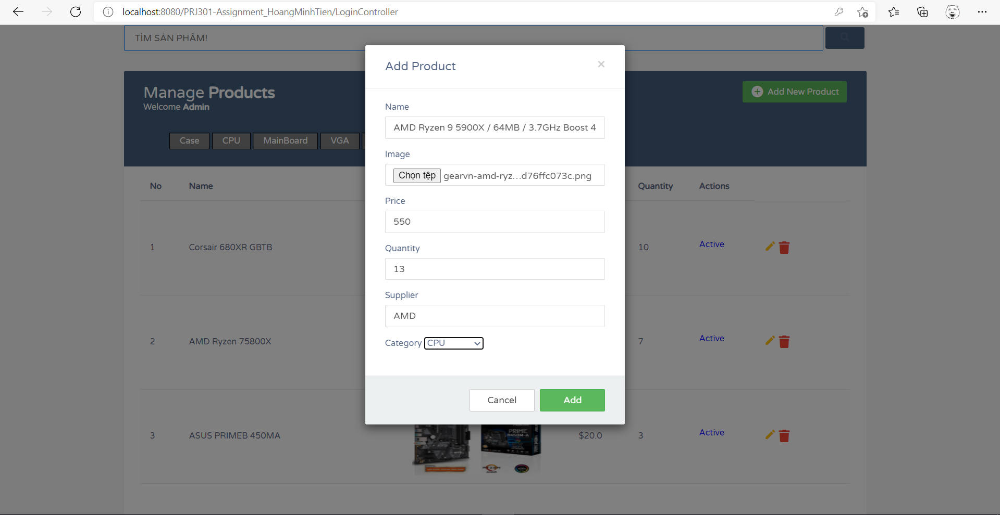 localhost:8080/PRJ301-Assignment_HoangMinhTien/LoginController
TÌM SẢN PHẨM!
Manage Products
Welcome Admin
Add New Product
Case CPU MainBoard VGA
No Name Quantity Actions
1 Corsair 680XR GBTB 10 Active
2 AMD Ryzen 75800X 7 Active
3 ASUS PRIMEB 450MA $20.0 3 Active
PRIME
B450M-A
Add Product ×
Name
AMD Ryzen 9 5900X / 64MB / 3.7GHz Boost 4
Image
Chọn tệp gearvn-amd-ryz...d76ffc073c.png
Price
550
Quantity
13
Supplier
AMD
Category CPU
Cancel Add